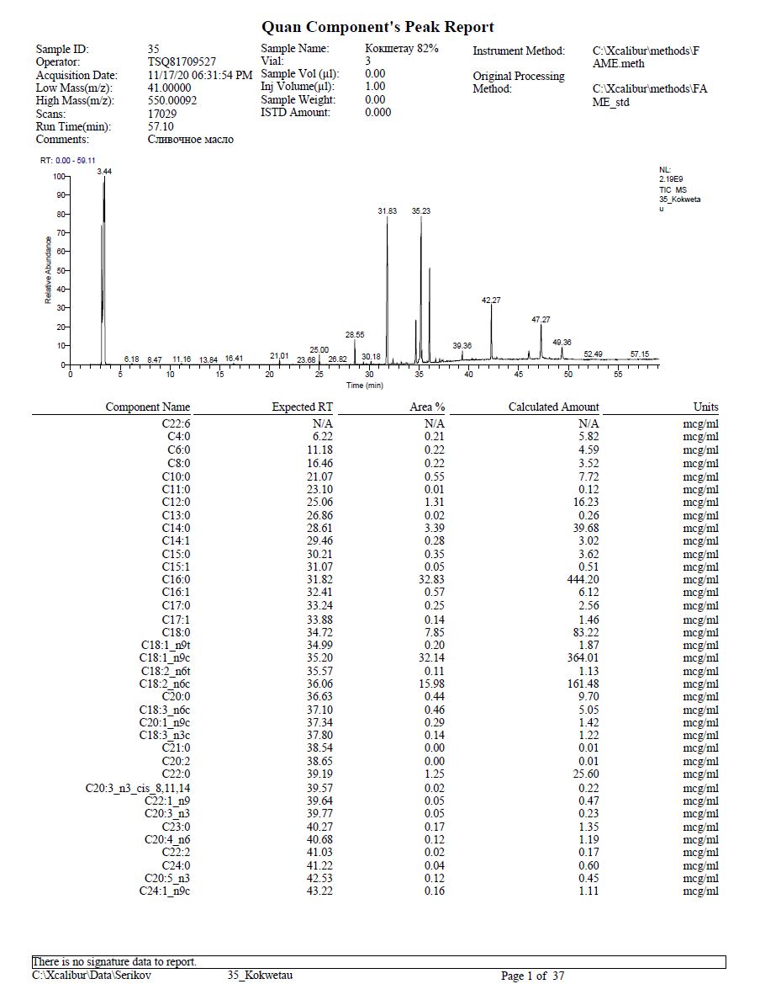 Quan Component's Peak Report
Sample ID: 35 Sample Name: Кокшетау 82% Instrument Method: C:\Xcalibur\methods\F
Operator: TSQ81709527 Vial: 3 AME.meth
Acquisition Date: 11/17/20 06:31:54 PM Sample Vol (µl): 0.00 Original Processing
Low Mass(m/z): 41.00000 Inj Volume(µl): 1.00 Method: C:\Xcalibur\methods\FA
High Mass(m/z): 550.00092 Sample Weight: 0.00 ME_std
Scans: 17029 ISTD Amount: 0.000
Run Time(min): 57.10
Comments: Сливочное масло
RT: 0.00 - 59.11
NL:
2.19E9
TIC MS
35_Kokweta
u
3.44
31.83 35.23
42.27
47.27
28.55
49.36
39.36
25.00
6.18 8.47 11.16 13.84 16.41 21.01 23.68 26.82 30.18 52.49 57.15
100
90
80
70
60
50
40
30
20
10
0
Relative Abundance
0 5 10 15 20 25 30 35 40 45 50 55
Time (min)
Component Name Expected RT Area % Calculated Amount Units
C22:6 N/A N/A N/A mcg/ml
C4:0 6.22 0.21 5.82 mcg/ml
C6:0 11.18 0.22 4.59 mcg/ml
C8:0 16.46 0.22 3.52 mcg/ml
C10:0 21.07 0.55 7.72 mcg/ml
C11:0 23.10 0.01 0.12 mcg/ml
C12:0 25.06 1.31 16.23 mcg/ml
C13:0 26.86 0.02 0.26 mcg/ml
C14:0 28.61 3.39 39.68 mcg/ml
C14:1 29.46 0.28 3.02 mcg/ml
C15:0 30.21 0.35 3.62 mcg/ml
C15:1 31.07 0.05 0.51 mcg/ml
C16:0 31.82 32.83 444.20 mcg/ml
C16:1 32.41 0.57 6.12 mcg/ml
C17:0 33.24 0.25 2.56 mcg/ml
C17:1 33.88 0.14 1.46 mcg/ml
C18:0 34.72 7.85 83.22 mcg/ml
C18:1_n9t 34.99 0.20 1.87 mcg/ml
C18:1_n9c 35.20 32.14 364.01 mcg/ml
C18:2_n6t 35.57 0.11 1.13 mcg/ml
C18:2_n6c 36.06 15.98 161.48 mcg/ml
C20:0 36.63 0.44 9.70 mcg/ml
C18:3_n6c 37.10 0.46 5.05 mcg/ml
C20:1_n9c 37.34 0.29 1.42 mcg/ml
C18:3_n3c 37.80 0.14 1.22 mcg/ml
C21:0 38.54 0.00 0.01 mcg/ml
C20:2 38.65 0.00 0.01 mcg/ml
C22:0 39.19 1.25 25.60 mcg/ml
C20:3_n3_cis_8,11,14 39.57 0.02 0.22 mcg/ml
C22:1_n9 39.64 0.05 0.47 mcg/ml
C20:3_n3 39.77 0.05 0.23 mcg/ml
C23:0 40.27 0.17 1.35 mcg/ml
C20:4_n6 40.68 0.12 1.19 mcg/ml
C22:2 41.03 0.02 0.17 mcg/ml
C24:0 41.22 0.04 0.60 mcg/ml
C20:5_n3 42.53 0.12 0.45 mcg/ml
C24:1_n9c 43.22 0.16 1.11 mcg/ml
There is no signature data to report.
C:\Xcalibur\Data\Serikov 35_Kokwetau Page 1 of 37